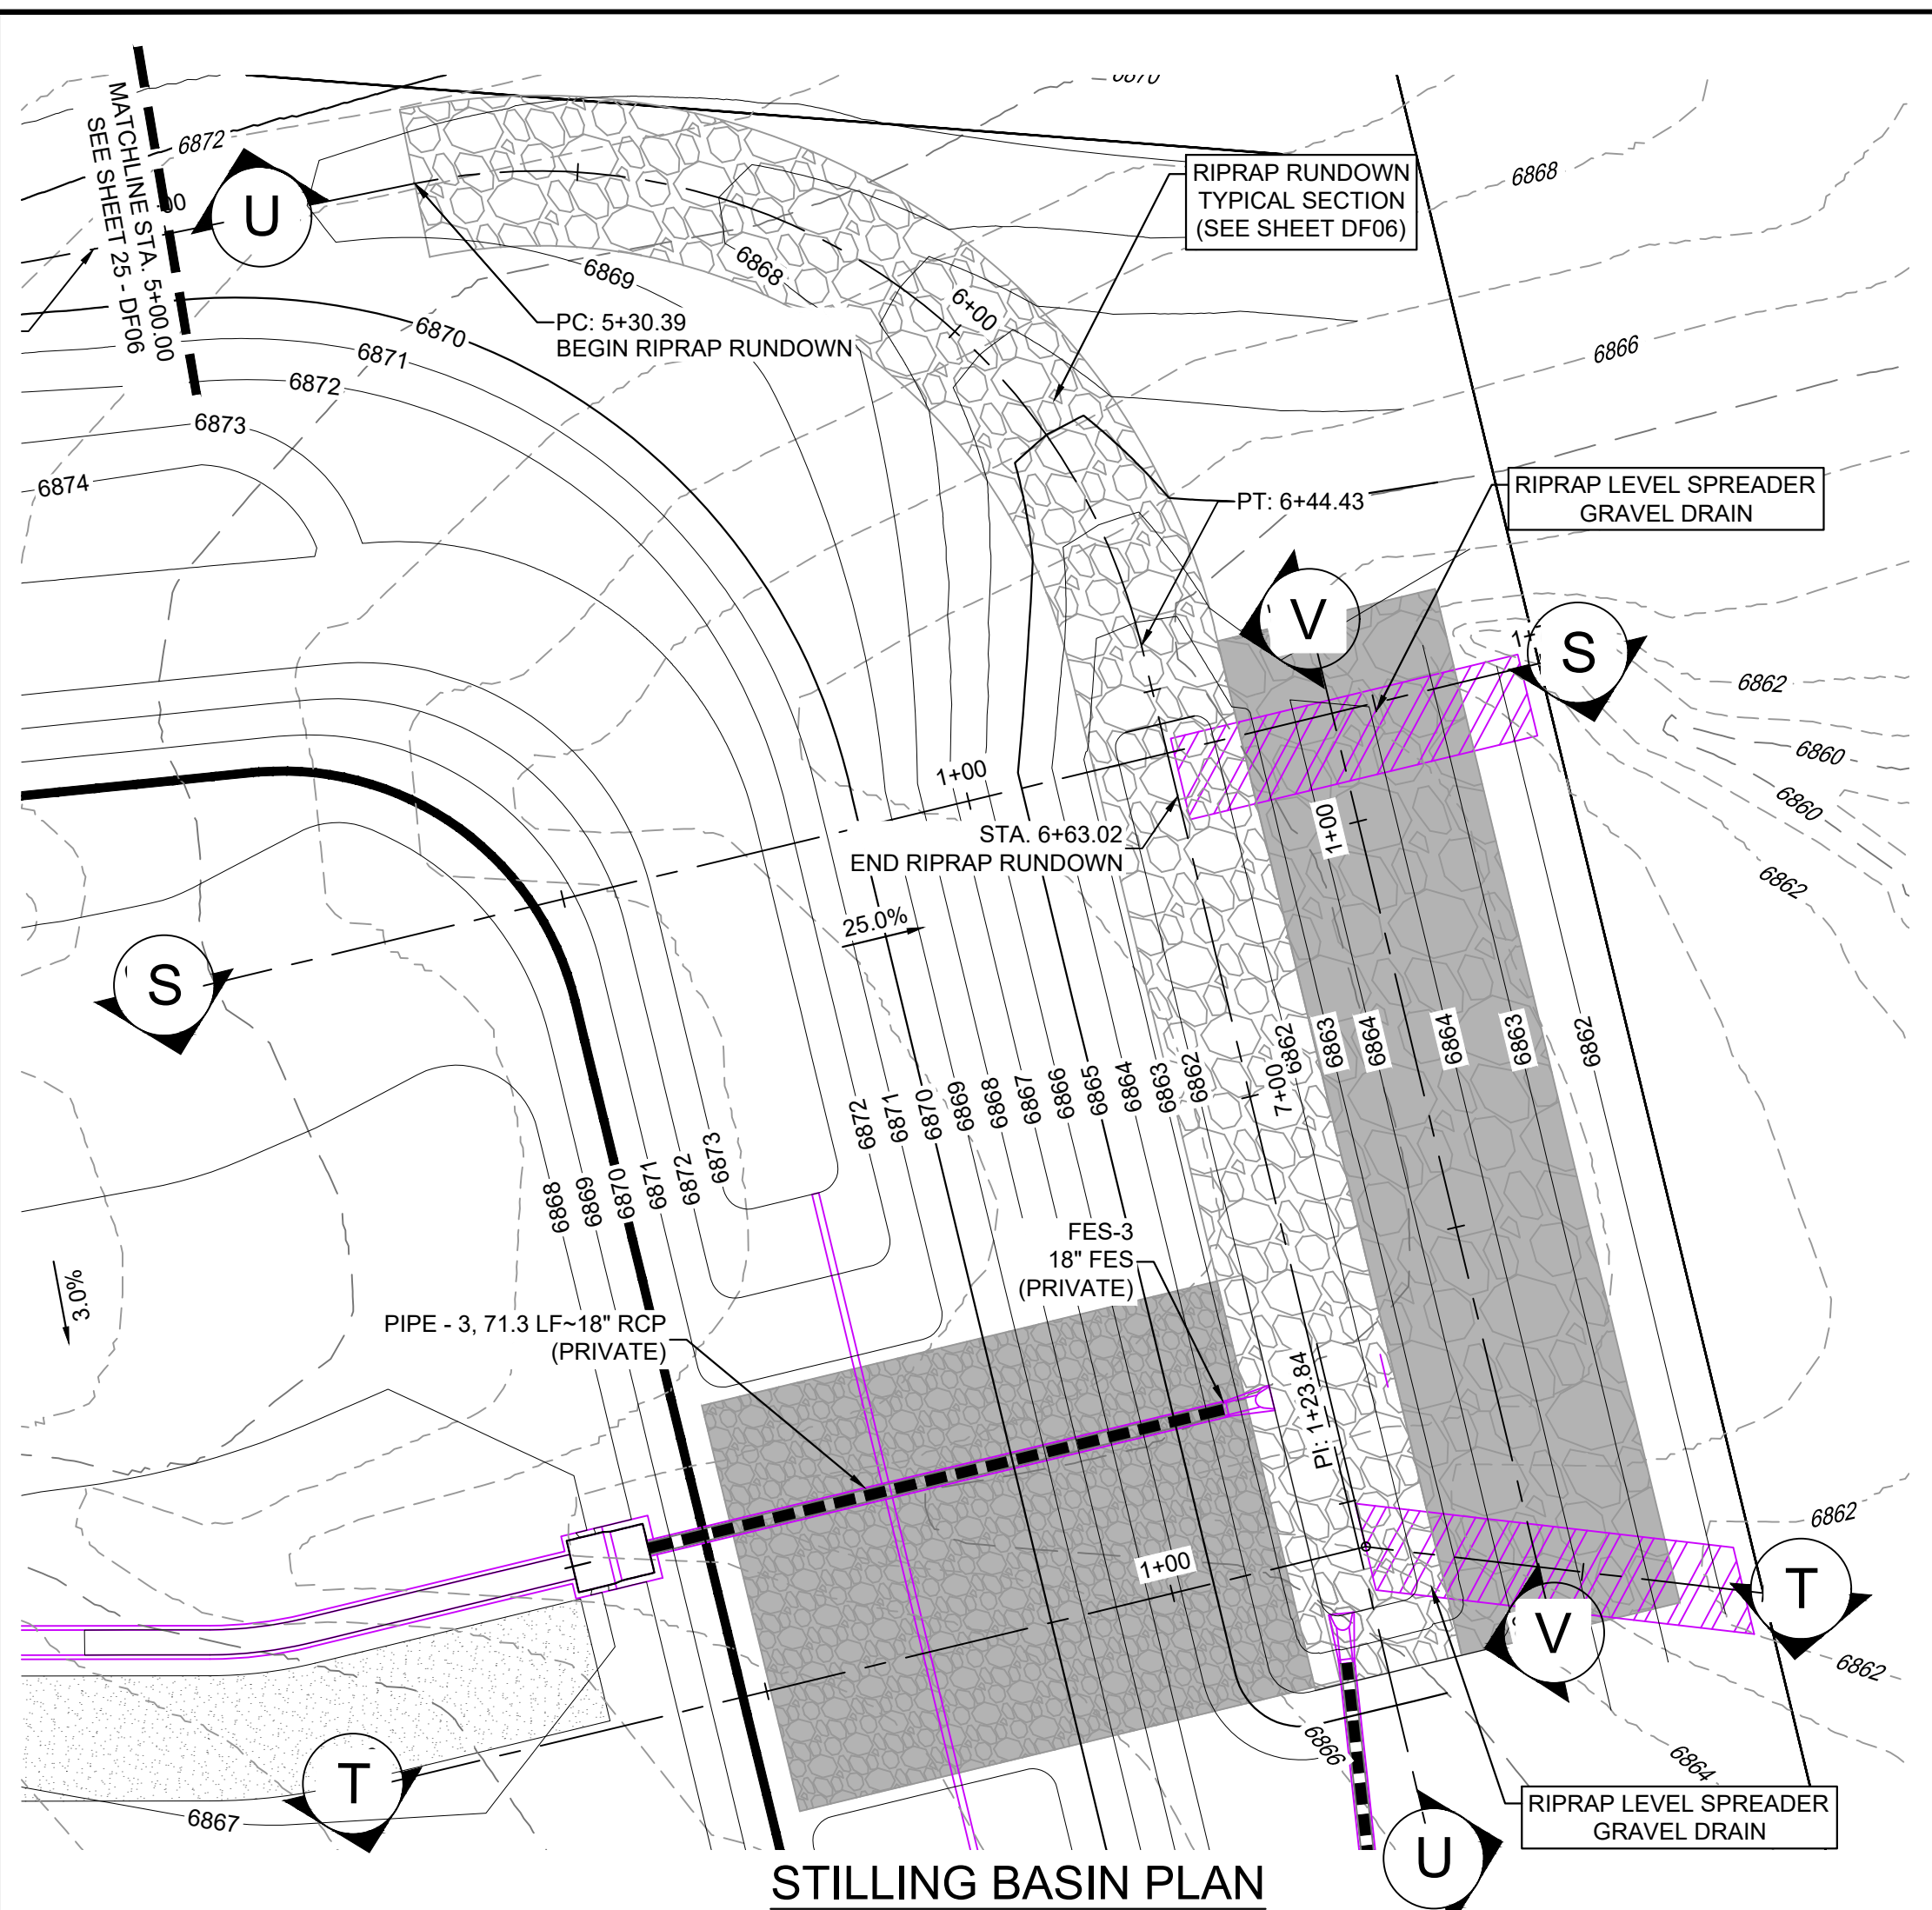 6870
MATCHLINE STA. 5+00.00
SEE SHEET 25 - DF06
6872
00
U
RIPRAP RUNDOWN
TYPICAL SECTION
(SEE SHEET DF06)
6868
6869
6868
6+00
PC: 5+30.39
BEGIN RIPRAP RUNDOWN
6870
6871
6872
6873
6874
6866
RIPRAP LEVEL SPREADER
GRAVEL DRAIN
PT: 6+44.43
V
1+
S
6862
6860
6860
6862
1+00
1+00
STA. 6+63.02
END RIPRAP RUNDOWN
25.0%
S
6872
6871
6870
6869
6868
6867
6866
6865
6864
6863
6862
7+00
6862
6863
6864
6864
6863
6862
6868
6869
6870
6871
6872
6873
3.0%
FES-3
18" FES
(PRIVATE)
PIPE - 3, 71.3 LF~18" RCP
(PRIVATE)
PI: 1+23.84
1+00
6862
T
V
6862
6866
6864
T
6867
RIPRAP LEVEL SPREADER
GRAVEL DRAIN
U
STILLING BASIN PLAN